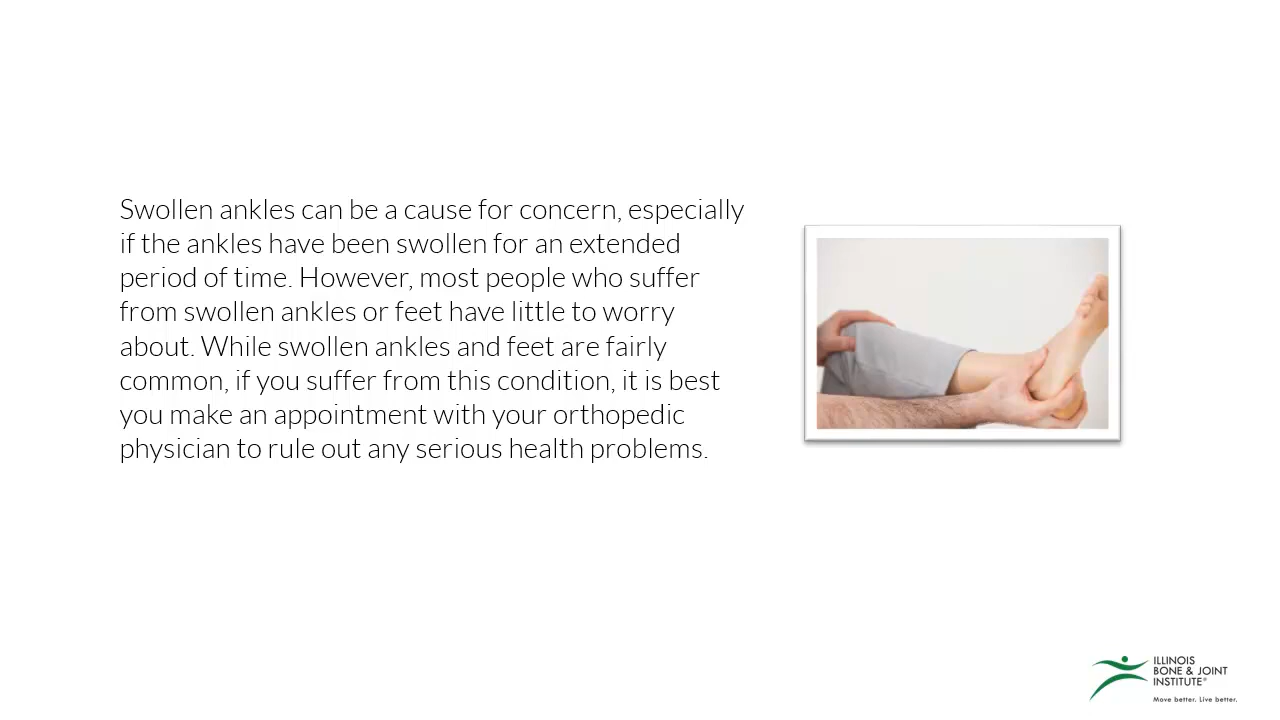 Swollen ankles can be a cause for concern, especially
if the ankles have been swollen for an extended
period of time. However, most people who suffer
from swollen ankles or feet have little to worry
about. While swollen ankles and feet are fairly
common, if you suffer from this condition, it is best
you make an appointment with your orthopedic
physician to rule out any serious health problems.
ILLINOIS
BONE & JOINT
INSTITUTE®
Move better. Live better.